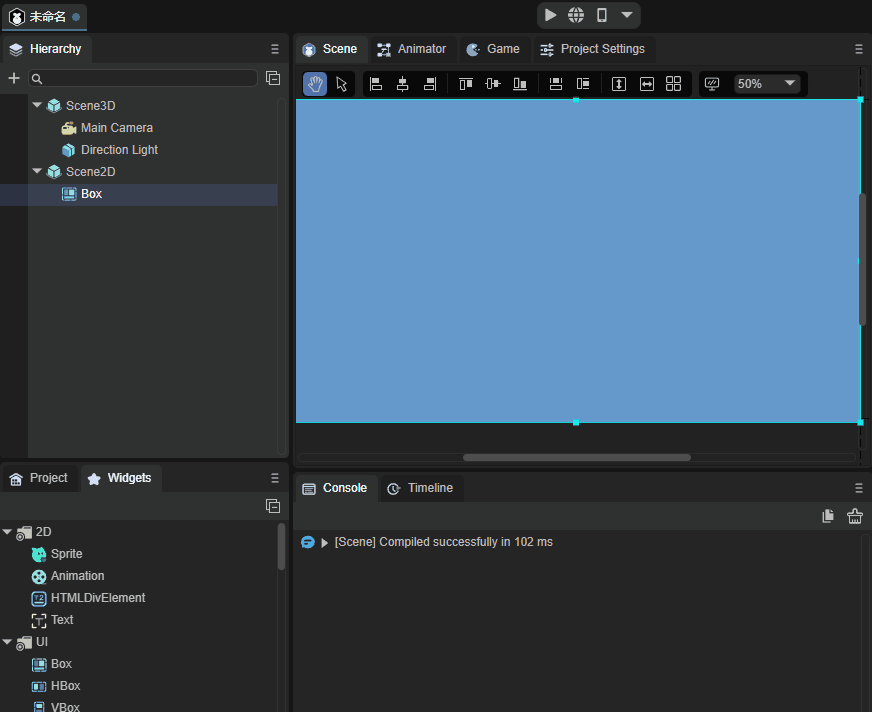 未命名
Hierarchy
Scene
Animator
Game
Project Settings
50%
Scene3D
Main Camera
Direction Light
Scene2D
Box
Project
Widgets
2D
Sprite
Animation
HTMLDivElement
Text
UI
Box
HBox
VBox
Console
Timeline
[Scene] Compiled successfully in 102 ms